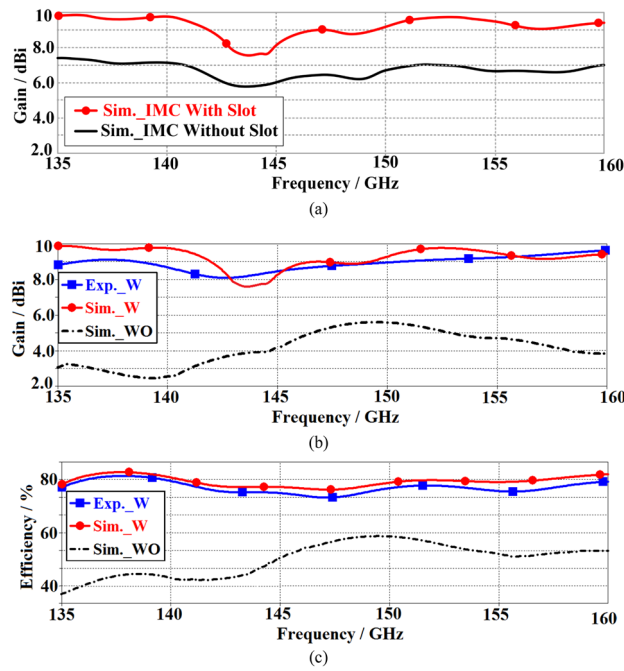 Gain / dBi
10
8.0
6.0
4.0
2.0
Sim._IMC With Slot
Sim._IMC Without Slot
135 140 145 150 155 160
Frequency / GHz
(a)
Gain / dBi
10
8.0
6.0
4.0
2.0
Exp._W
Sim._W
Sim._WO
135 140 145 150 155 160
Frequency / GHz
(b)
Efficiency / %
80
60
40
Exp._W
Sim._W
Sim._WO
135 140 145 150 155 160
Frequency / GHz
(c)